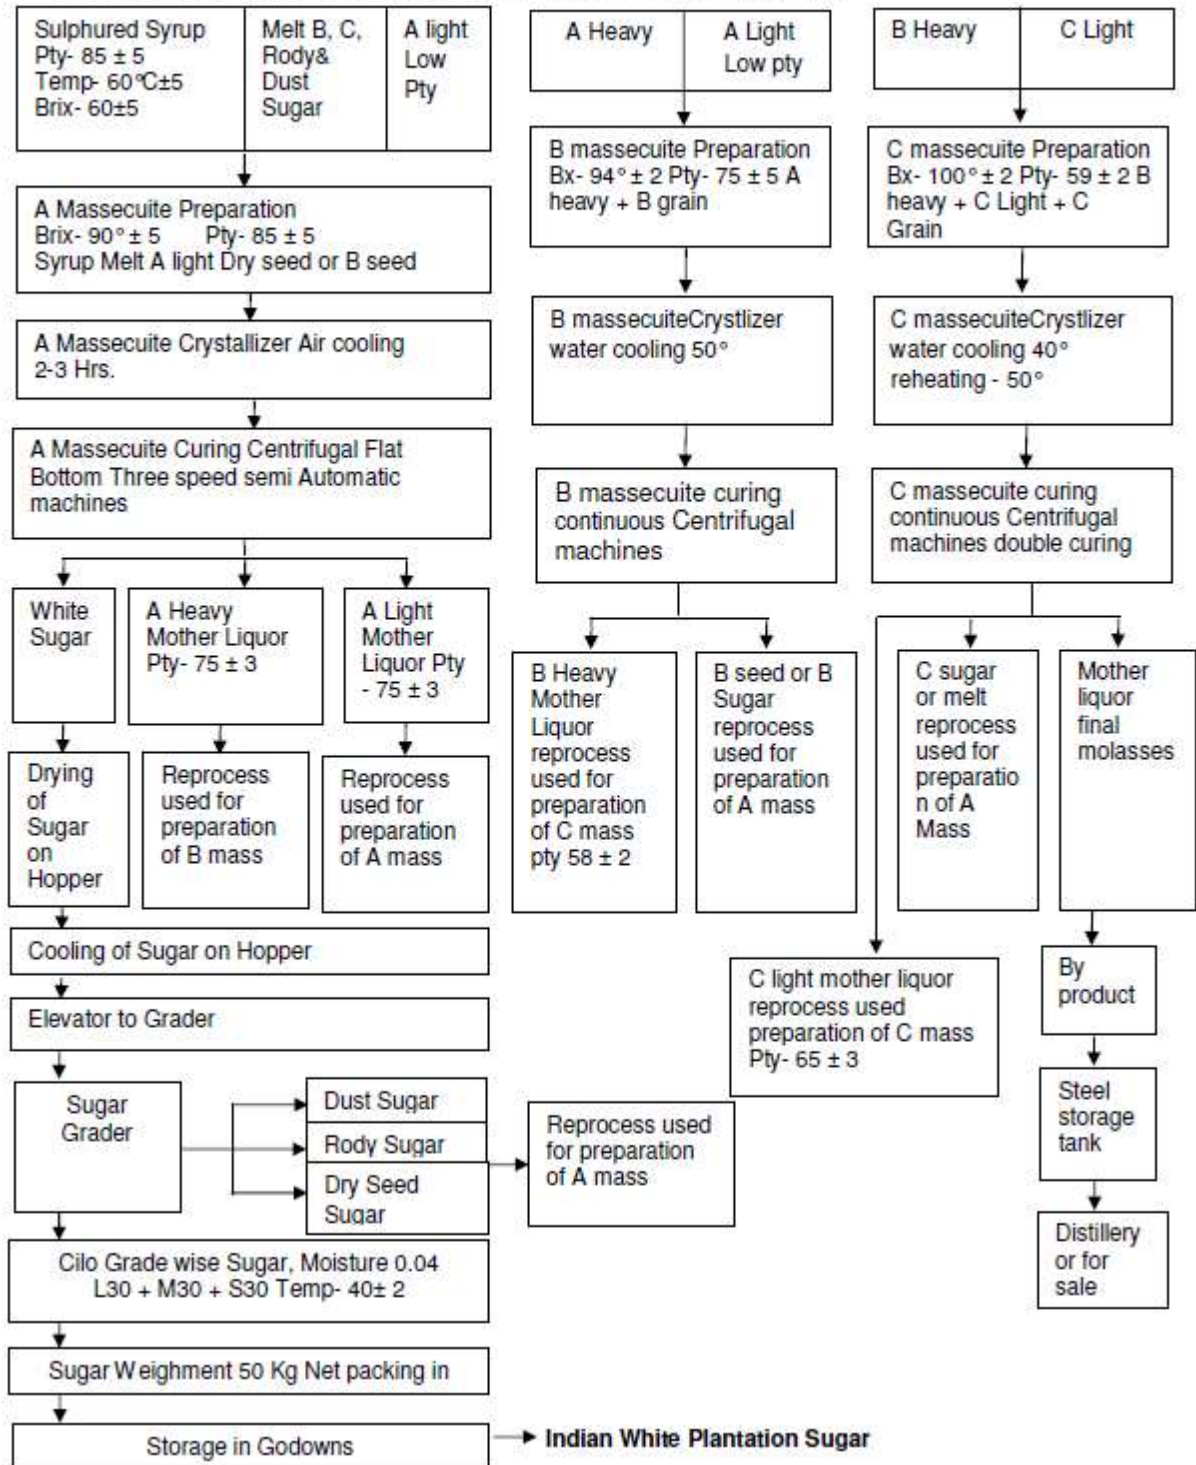 Sulphured Syrup
Pty- 85 ± 5
Temp- 60°C±5
Brix- 60±5
Melt B, C,
Rody&
Dust
Sugar
A light
Low
Pty
A Massecuite Preparation
Brix- 90° ± 5 Pty- 85 ± 5
Syrup Melt A light Dry seed or B seed
A Massecuite Crystallizer Air cooling
2-3 Hrs.
A Massecuite Curing Centrifugal Flat
Bottom Three speed semi Automatic
machines
White
Sugar
A Heavy
Mother Liquor
Pty- 75 ± 3
A Light
Mother
Liquor Pty
- 75 ± 3
Drying
of
Sugar
on
Hopper
Reprocess
used for
preparation
of B mass
Reprocess
used for
preparation
of A mass
Cooling of Sugar on Hopper
Elevator to Grader
Sugar
Grader
Dust Sugar
Rody Sugar
Dry Seed
Sugar
Reprocess used
for preparation
of A mass
Cilo Grade wise Sugar, Moisture 0.04
L30 + M30 + S30 Temp- 40± 2
Sugar Weighment 50 Kg Net packing in
Storage in Godowns
Indian White Plantation Sugar
A Heavy
A Light
Low pty
B massecuite Preparation
Bx- 94° ± 2 Pty- 75 ± 5 A
heavy + B grain
B massecuiteCrystlizer
water cooling 50°
B massecuite curing
continuous Centrifugal
machines
B Heavy
Mother
Liquor
reprocess
used for
preparation
of C mass
pty 58 ± 2
B seed or B
Sugar
reprocess
used for
preparation
of A mass
B Heavy
C Light
C massecuite Preparation
Bx- 100° ± 2 Pty- 59 ± 2 B
heavy + C Light + C
Grain
C massecuiteCrystlizer
water cooling 40°
reheating - 50°
C massecuite curing
continuous Centrifugal
machines double curing
C light mother liquor
reprocess used
preparation of C mass
Pty- 65 ± 3
C sugar
or melt
reprocess
used for
preparatio
n of A
Mass
Mother
liquor
final
molasses
By
product
Steel
storage
tank
Distillery
or for
sale